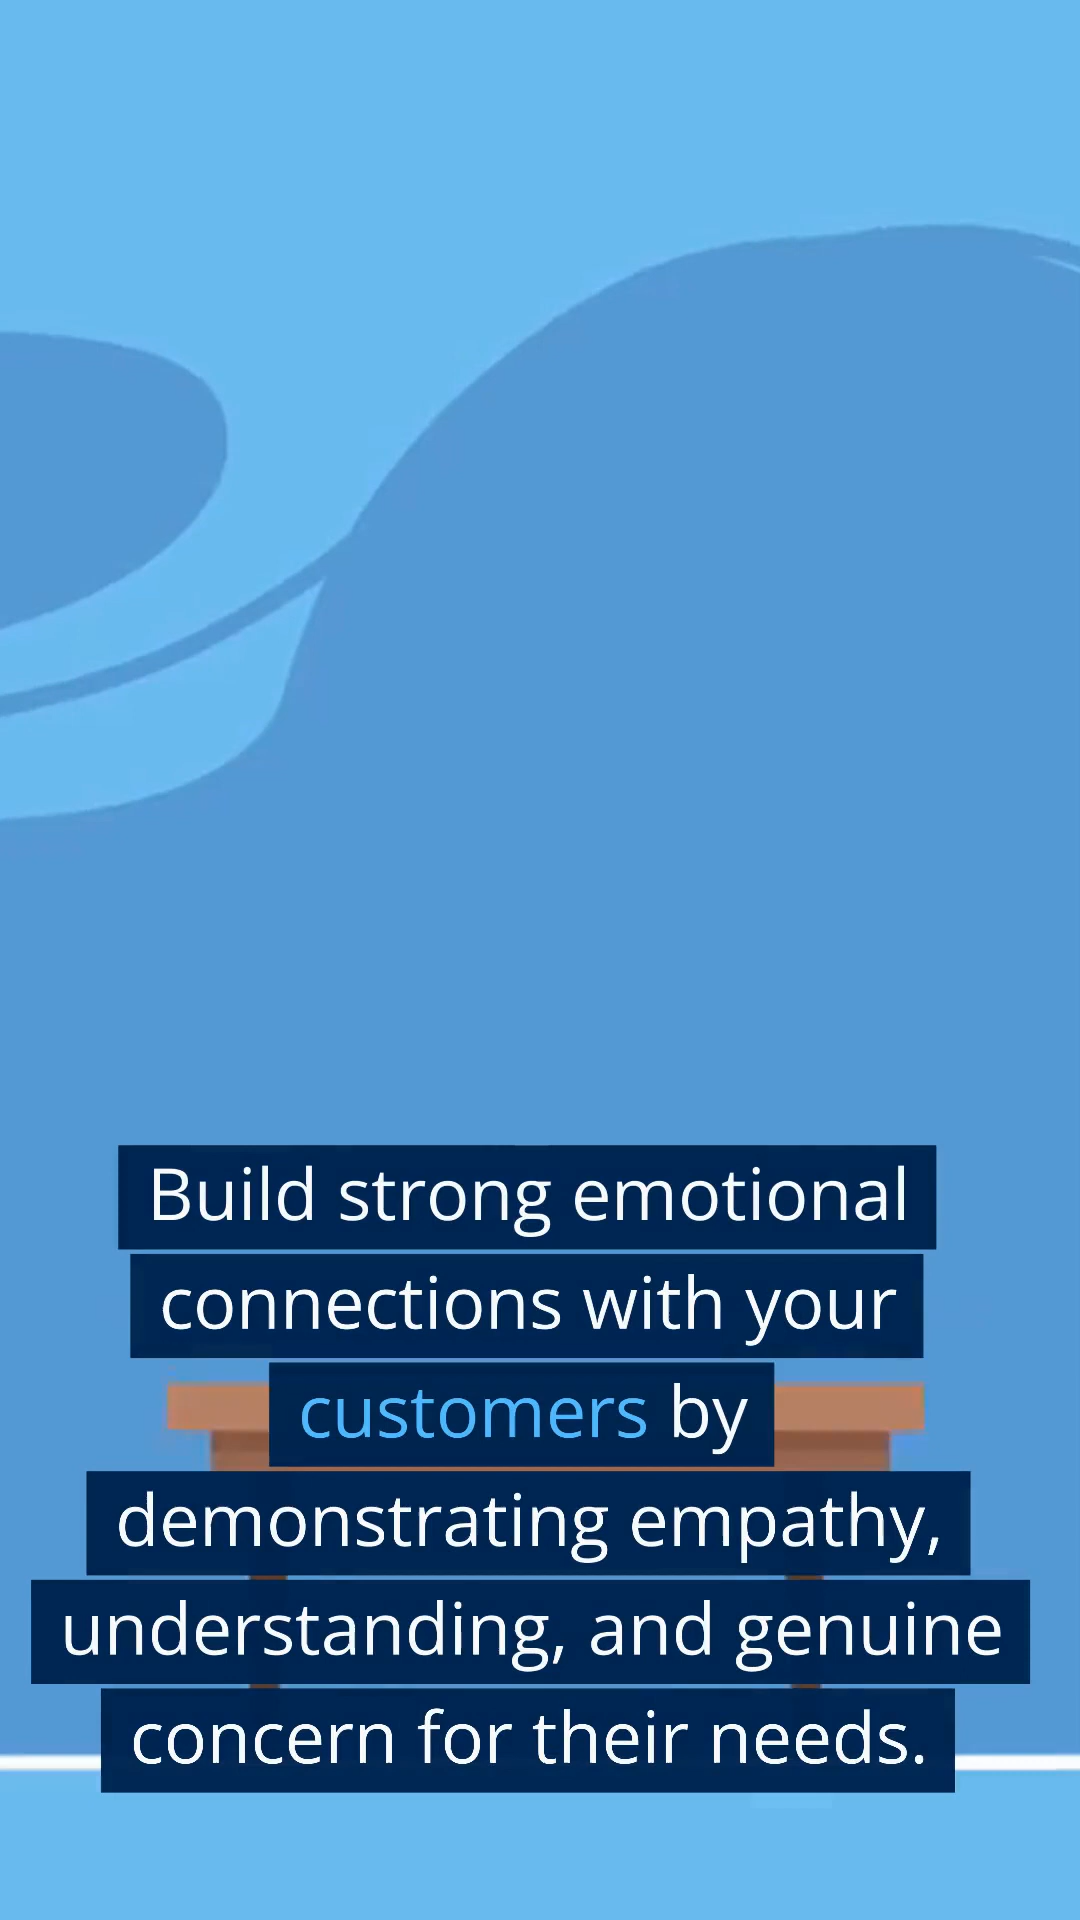 Build strong emotional
connections with your
customers by
demonstrating empathy,
understanding, and genuine
concern for their needs.